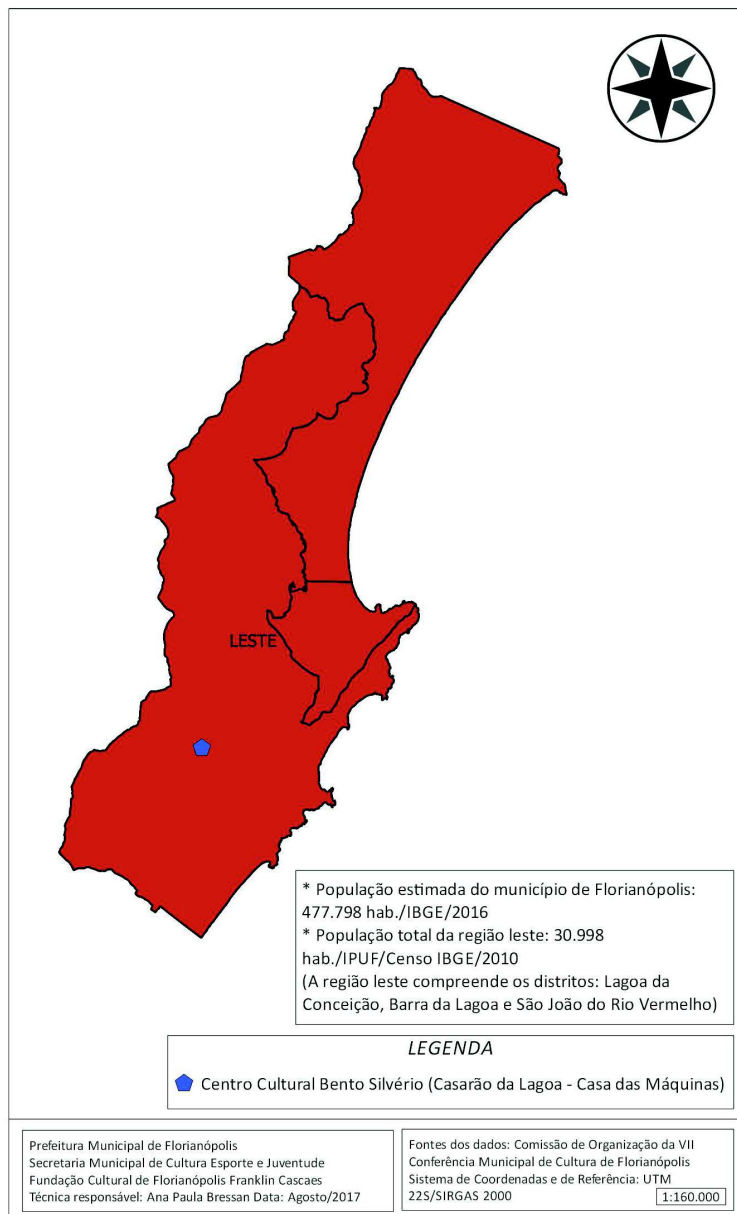 LESTE
* População estimada do município de Florianópolis:
477.798 hab./IBGE/2016
* População total da região leste: 30.998
hab./IPUF/Censo IBGE/2010
(A região leste compreende os distritos: Lagoa da
Conceição, Barra da Lagoa e São João do Rio Vermelho)
LEGENDA
Centro Cultural Bento Silvério (Casarão da Lagoa - Casa das Máquinas)
Prefeitura Municipal de Florianópolis
Secretaria Municipal de Cultura Esporte e Juventude
Fundação Cultural de Florianópolis Franklin Cascaes
Técnica responsável: Ana Paula Bressan Data: Agosto/2017
Fontes dos dados: Comissão de Organização da VII
Conferência Municipal de Cultura de Florianópolis
Sistema de Coordenadas e de Referência: UTM
22S/SIRGAS 2000
1:160.000